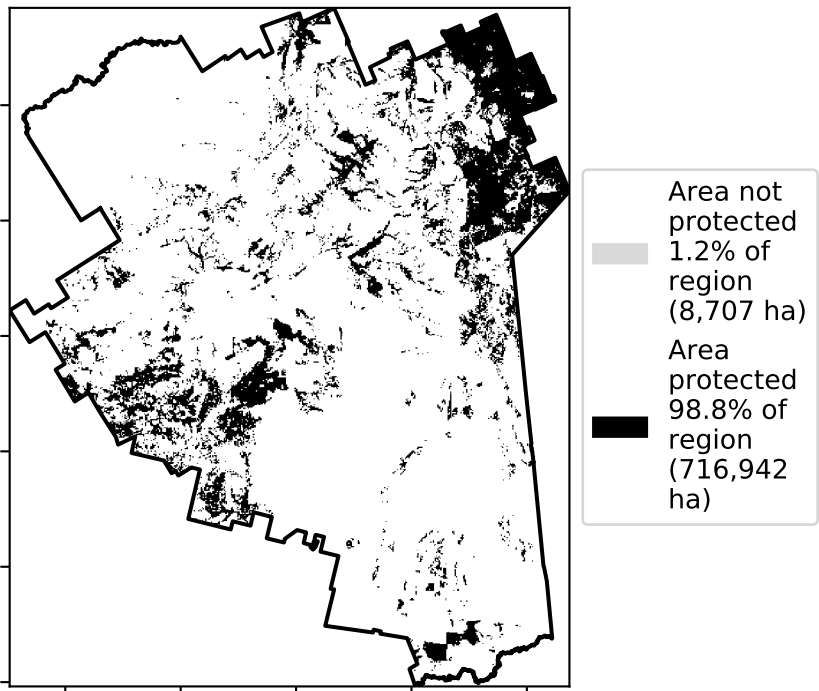 Area not
protected
1.2% of
region
(8,707 ha)
Area
protected
98.8% of
region
(716,942
ha)